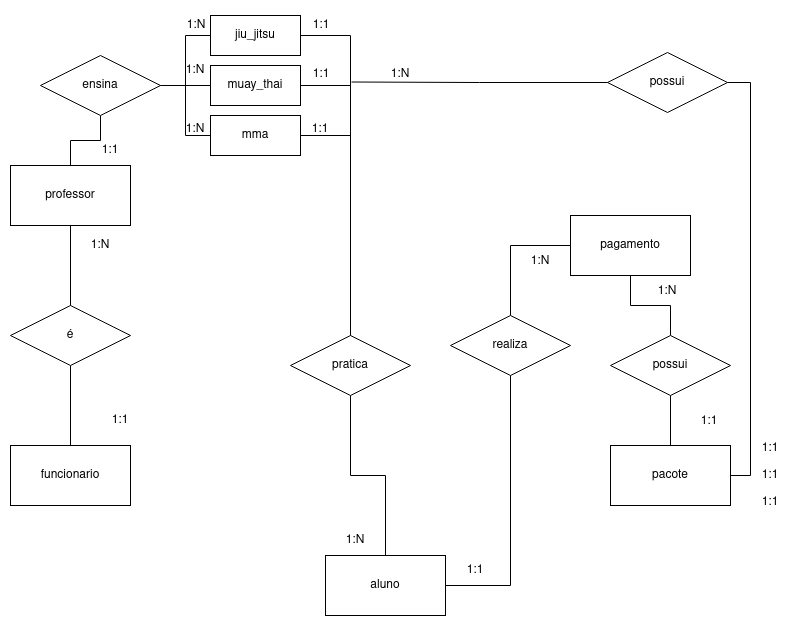 1:N
jiu_jitsu
1:1
ensina
1:N
muay_thai
1:1
1:N
possui
1:N
mma
1:1
1:1
professor
1:N
pagamento
1:N
1:N
é
pratica
realiza
possui
1:1
1:1
funcionario
pacote
1:1
1:1
1:1
1:N
aluno
1:1